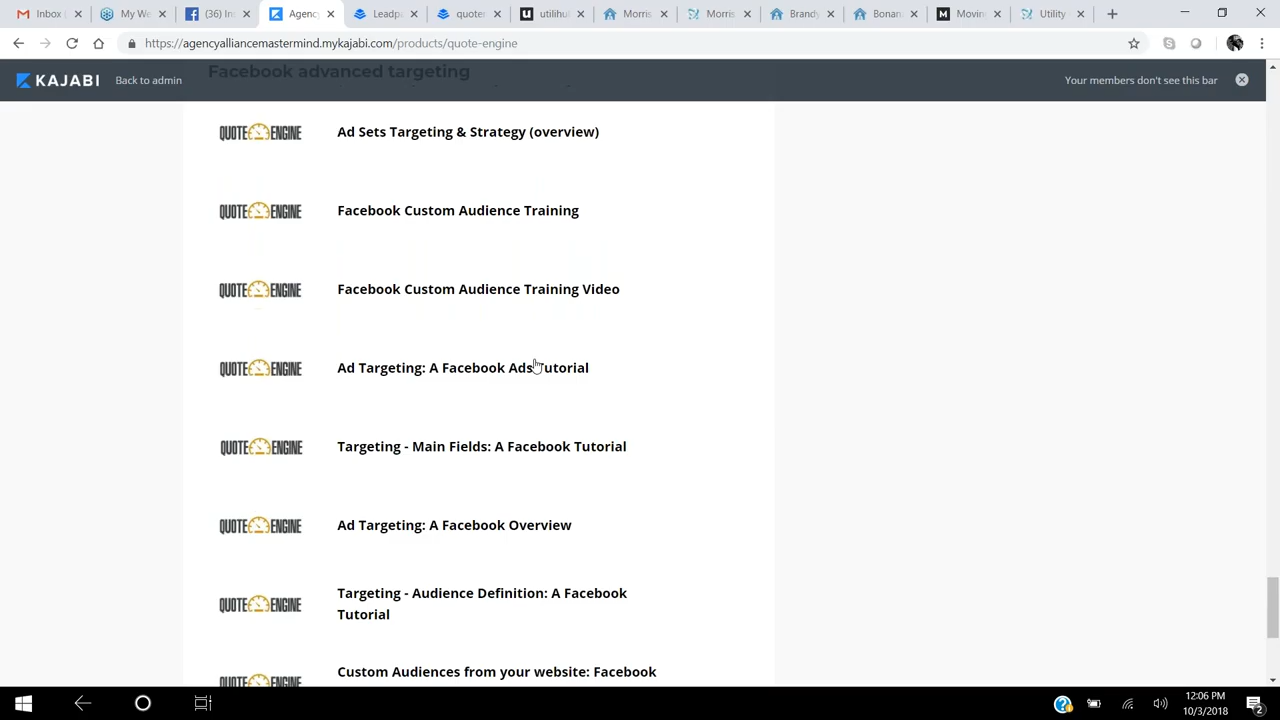 Inbox (
My We
(36) In
Agency
Leadp
quoter
utilihu
Morris
Morris
Brandy
Bonan
Movin
Utility
https://agencyalliancemastermind.mykajabi.com/products/quote-engine
KAJABI
Back to admin
Your members don't see this bar
Facebook advanced targeting
QUOTE ENGINE
Ad Sets Targeting & Strategy (overview)
QUOTE ENGINE
Facebook Custom Audience Training
QUOTE ENGINE
Facebook Custom Audience Training Video
QUOTE ENGINE
Ad Targeting: A Facebook Ads Tutorial
QUOTE ENGINE
Targeting - Main Fields: A Facebook Tutorial
QUOTE ENGINE
Ad Targeting: A Facebook Overview
QUOTE ENGINE
Targeting - Audience Definition: A Facebook
Tutorial
QUOTE ENGINE
Custom Audiences from your website: Facebook
12:06 PM
10/3/2018
2